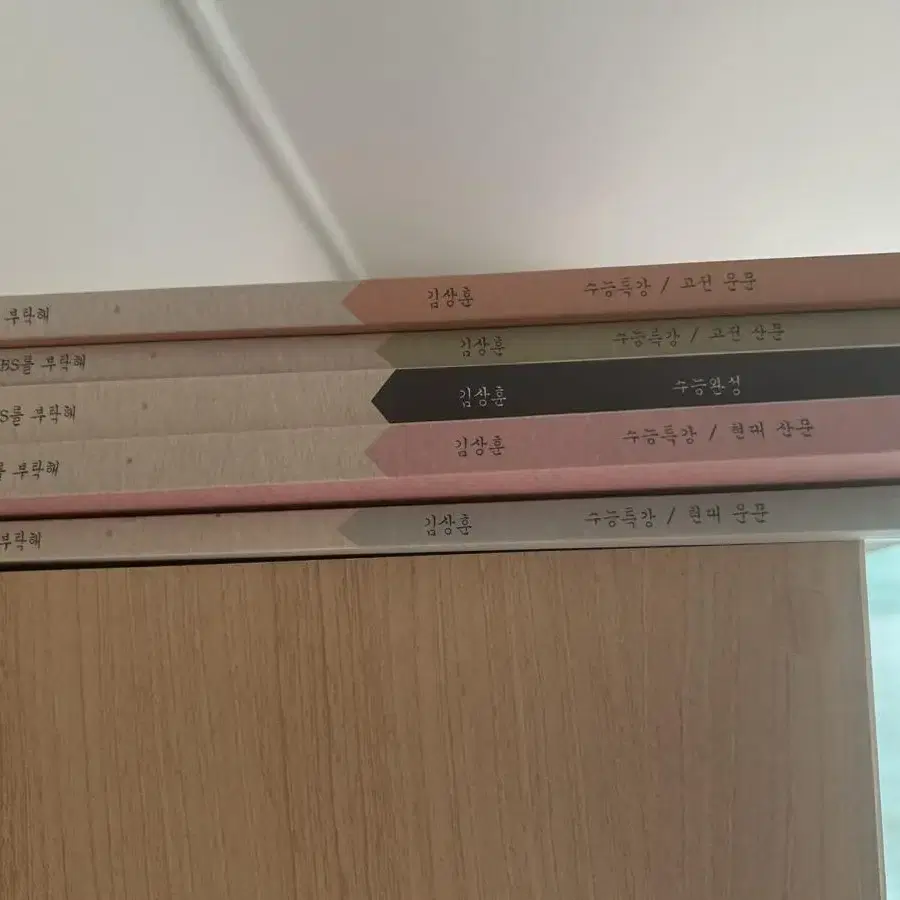 부탁해 김상훈 수능특강 / 고전 운문
BS를 부탁해 김상훈 수능특강 / 고전 산문
S를 부탁해 김상훈 수능완성
를 부탁해 김상훈 수능특강 / 현대 산문
부탁해 김상훈 수능특강 / 현대 운문